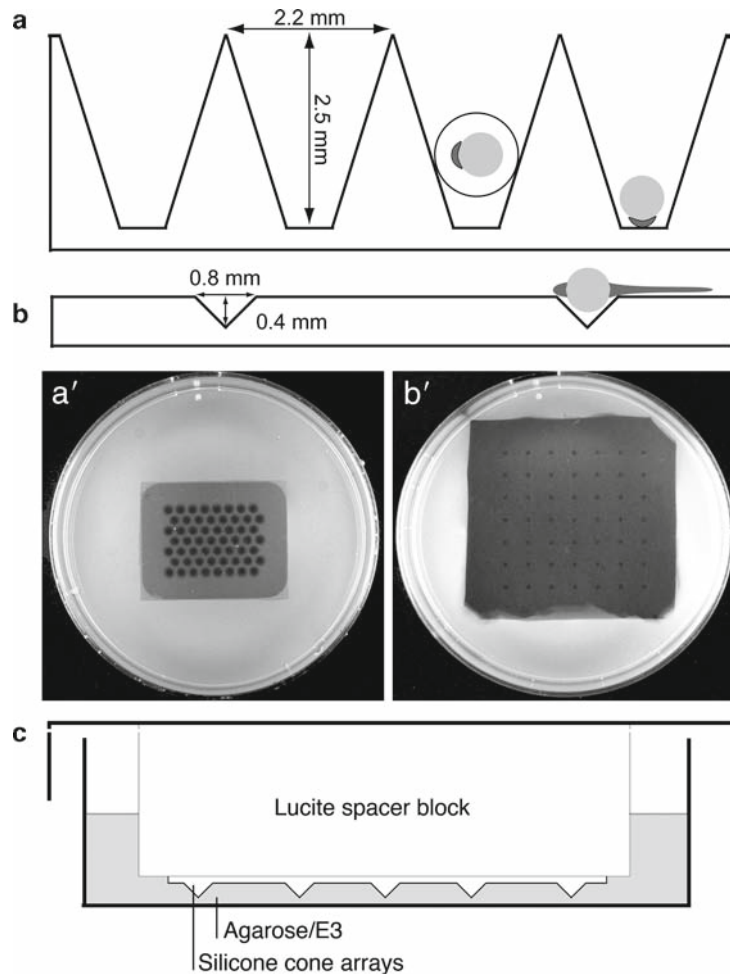 a
2.2 mm
2.5 mm
b
0.8 mm
0.4 mm
a′
b′
c
Lucite spacer block
Agarose/E3
Silicone cone arrays